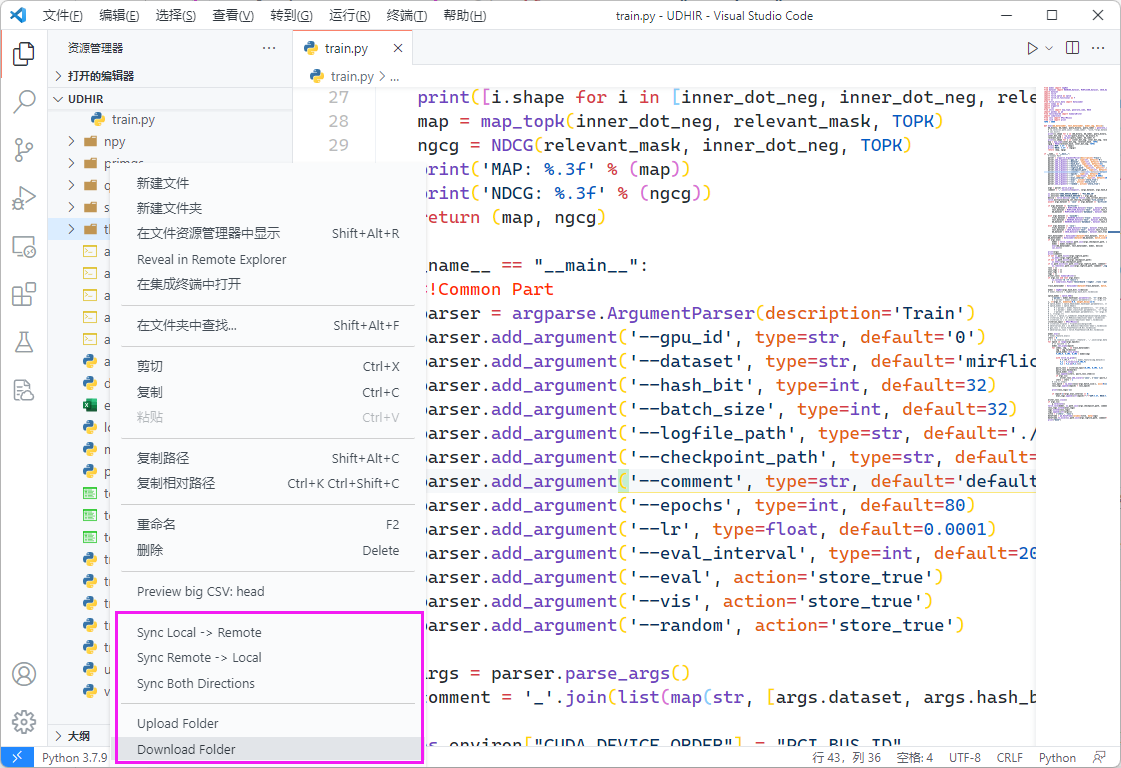 文件(F) 编辑(E) 选择(S) 查看(V) 转到(G) 运行(R) 终端(T) 帮助(H) train.py - UDHIR - Visual Studio Code
资源管理器
打开的编辑器
UDHIR
train.py
npy
新建文件
新建文件夹
在文件资源管理器中显示 Shift+Alt+R
Reveal in Remote Explorer
在集成终端中打开
在文件夹中查找... Shift+Alt+F
剪切 Ctrl+X
复制 Ctrl+C
粘贴 Ctrl+V
复制路径 Shift+Alt+C
复制相对路径 Ctrl+K Ctrl+Shift+C
重命名 F2
删除 Delete
Preview big CSV: head
Sync Local -> Remote
Sync Remote -> Local
Sync Both Directions
Upload Folder
Download Folder
大纲
train.py
train.py > ...
27 print([i.shape for i in [inner_dot_neg, inner_dot_neg, rele
28 map = map_topk(inner_dot_neg, relevant_mask, TOPK)
29 ngcg = NDCG(relevant_mask, inner_dot_neg, TOPK)
print('MAP: %.3f' % (map))
print('NDCG: %.3f' % (ngcg))
return (map, ngcg)
_name__ == "__main__":
!Common Part
parser = argparse.ArgumentParser(description='Train')
parser.add_argument('--gpu_id', type=str, default='0')
parser.add_argument('--dataset', type=str, default='mirflic
parser.add_argument('--hash_bit', type=int, default=32)
parser.add_argument('--batch_size', type=int, default=32)
parser.add_argument('--logfile_path', type=str, default='./
parser.add_argument('--checkpoint_path', type=str, default=
parser.add_argument('--comment', type=str, default='default
parser.add_argument('--epochs', type=int, default=80)
parser.add_argument('--lr', type=float, default=0.0001)
parser.add_argument('--eval_interval', type=int, default=20
parser.add_argument('--eval', action='store_true')
parser.add_argument('--vis', action='store_true')
parser.add_argument('--random', action='store_true')
args = parser.parse_args()
comment = '_'.join(list(map(str, [args.dataset, args.hash_b
os.environ["CUDA_DEVICE_ORDER"] = "PCI_BUS_ID"
Python 3.7.9 行 43，列 36 空格: 4 UTF-8 CRLF Python